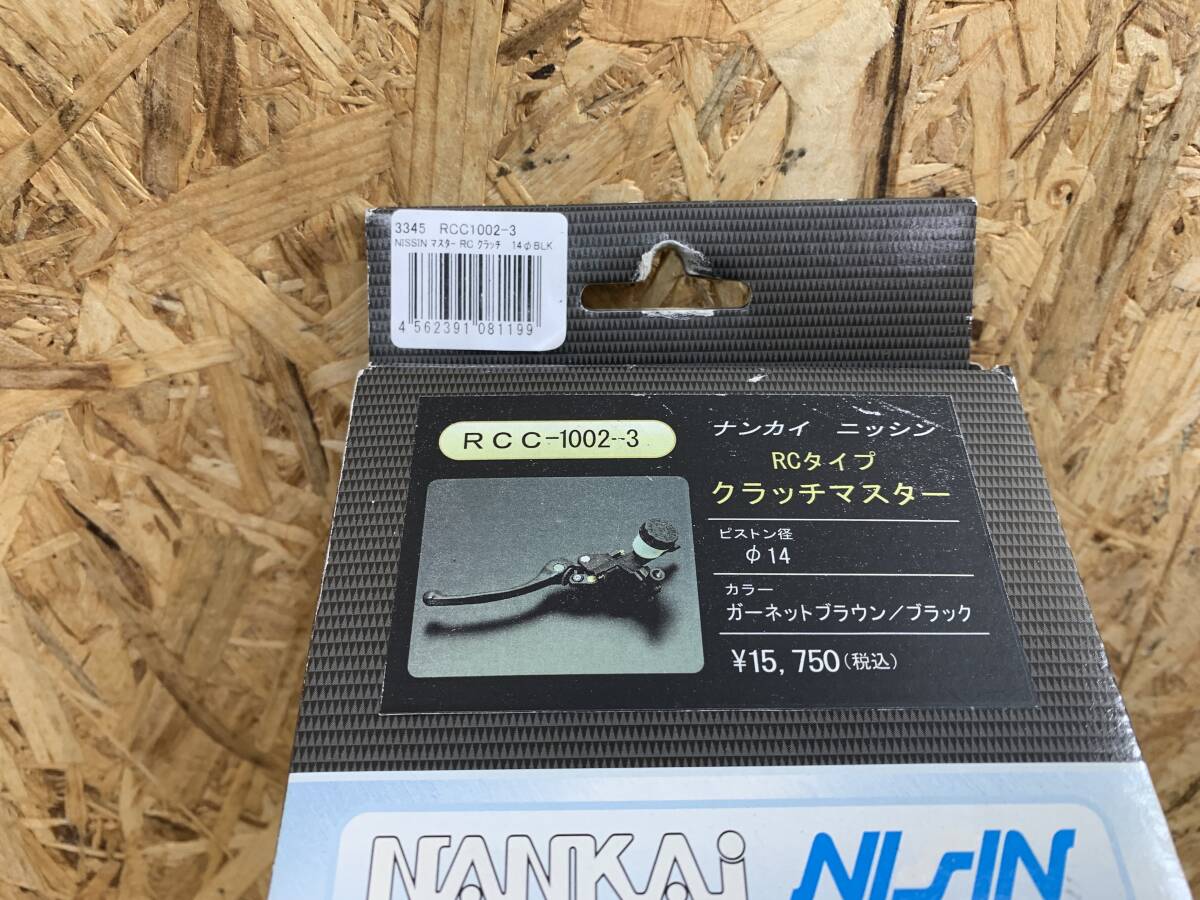 3345 RCC1002-3
NISSIN マスター RC クラッチ 14φ BLK
4 562391 081199
RCC-1002-3
ナンカイ ニッシン
RCタイプ
クラッチマスター
ピストン径
φ14
カラー
ガーネットブラウン/ブラック
¥15,750(税込)
NANKAi NISSIN